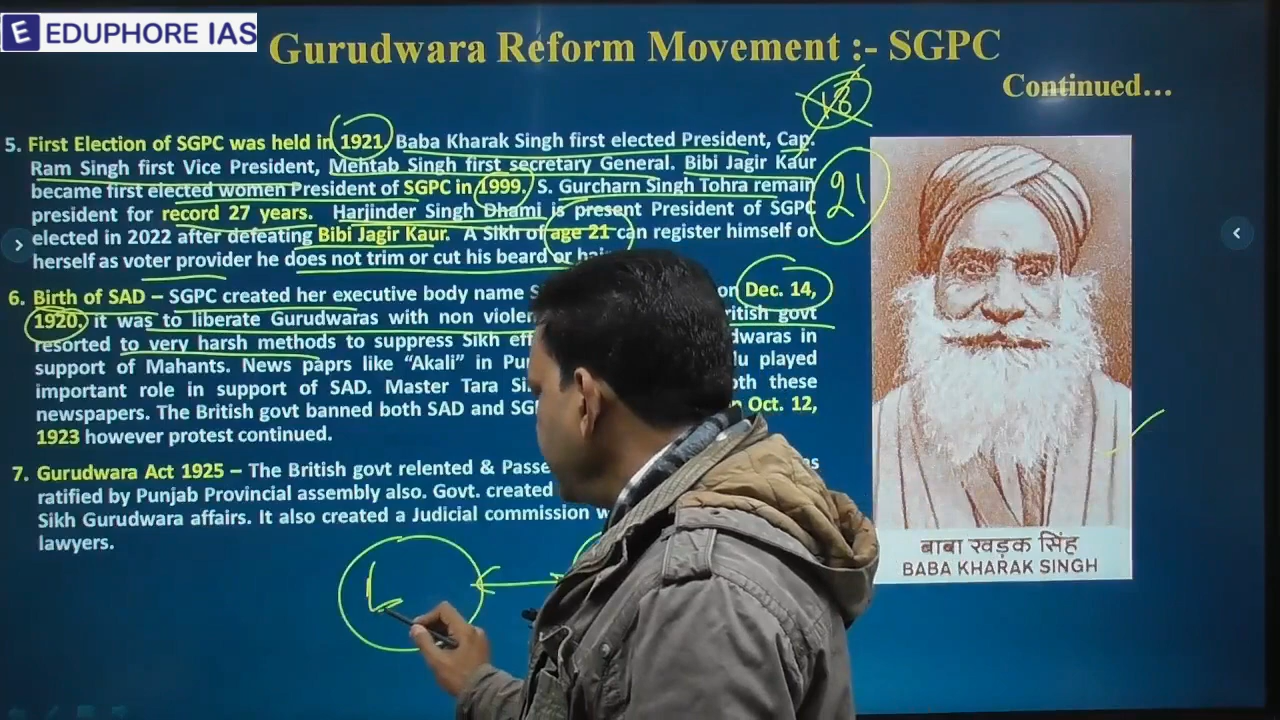 EDUPHORE IAS
Gurudwara Reform Movement :- SGPC
Continued...
18
5. First Election of SGPC was held in 1921, Baba Kharak Singh first elected President, Cap.
Ram Singh first Vice President, Mehtab Singh first secretary General. Bibi Jagir Kaur
became first elected women President of SGPC in 1999. S. Gurcharn Singh Tohra remain
president for record 27 years. Harjinder Singh Dhami is present President of SGPC
elected in 2022 after defeating Bibi Jagir Kaur. A Sikh of age 21 can register himself or
herself as voter provider he does not trim or cut his beard or
21
6. Birth of SAD – SGPC created her executive body name on Dec. 14,
1920, it was to liberate Gurudwaras with non govt
resorted to very harsh methods to suppress Sikh in
support of Mahants. News paprs like “Akali” in played
important role in support of SAD. Master Tara these
newspapers. The British govt banned both SAD and Oct. 12,
1923 however protest continued.
7. Gurudwara Act 1925 – The British govt relented &
ratified by Punjab Provincial assembly also. Govt. created
Sikh Gurudwara affairs. It also created a Judicial commission
lawyers.
बाबा खड़क सिंह
BABA KHARAK SINGH